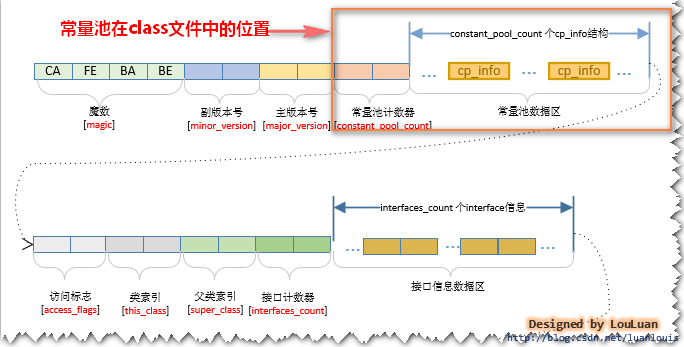 常量池在class文件中的位置
constant_pool_count 个cp_info结构
CA FE BA BE
... cp_info ... cp_info ...
魔数 副版本号 主版本号 常量池计数器 常量池数据区
[magic] [minor_version] [major_version] [constant_pool_count]
interfaces_count 个interface信息
... ... ...
访问标志 类索引 父类索引 接口计数器 接口信息数据区
[access_flags] [this_class] [super_class] [interfaces_count]
Designed by LouLuan
http://blog.csdn.net/luanlouis